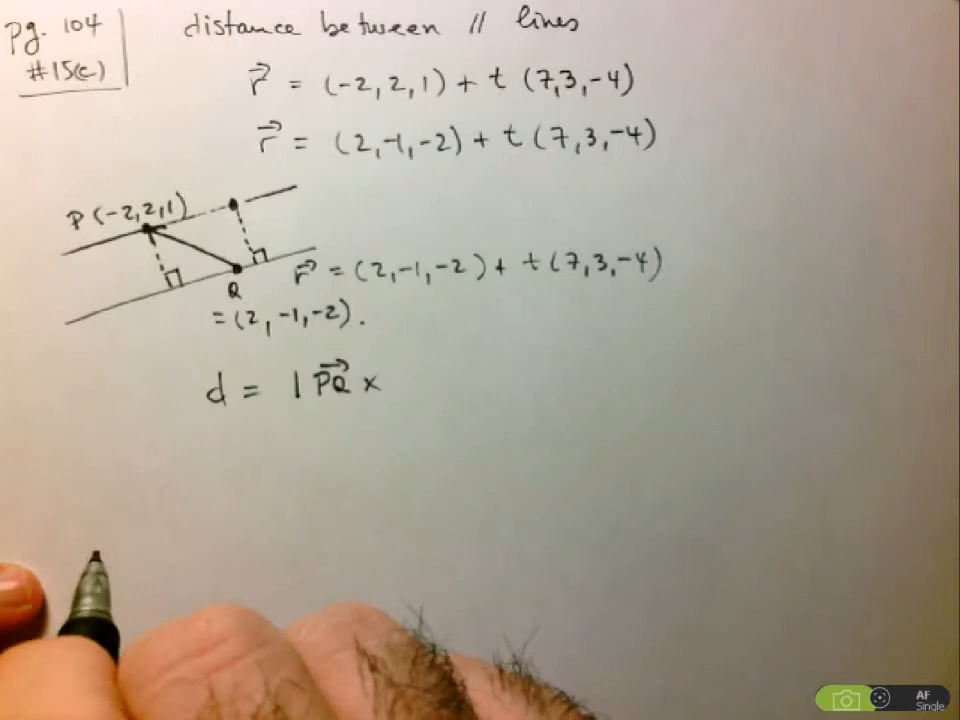 pg. 104
#15(c)
distance between // lines
r⃗ = (-2, 2, 1) + t (7, 3, -4)
r⃗ = (2, -1, -2) + t (7, 3, -4)
P (-2, 2, 1)
r⃗ = (2, -1, -2) + t (7, 3, -4)
Q
= (2, -1, -2).
d = | PQ⃗ ×
AF
Single